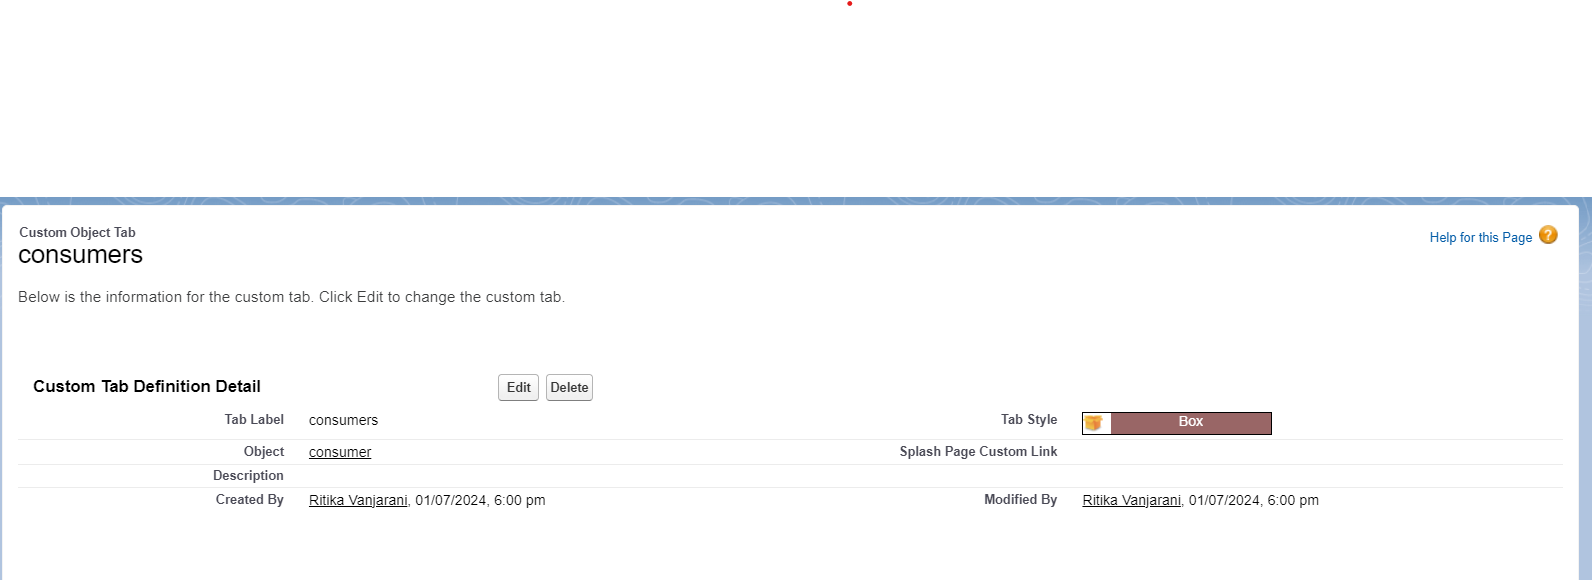 Custom Object Tab
consumers
Help for this Page ?
Below is the information for the custom tab. Click Edit to change the custom tab.
Custom Tab Definition Detail
Edit Delete
Tab Label consumers Tab Style Box
Object consumer Splash Page Custom Link
Description
Created By Ritika Vanjarani, 01/07/2024, 6:00 pm Modified By Ritika Vanjarani, 01/07/2024, 6:00 pm